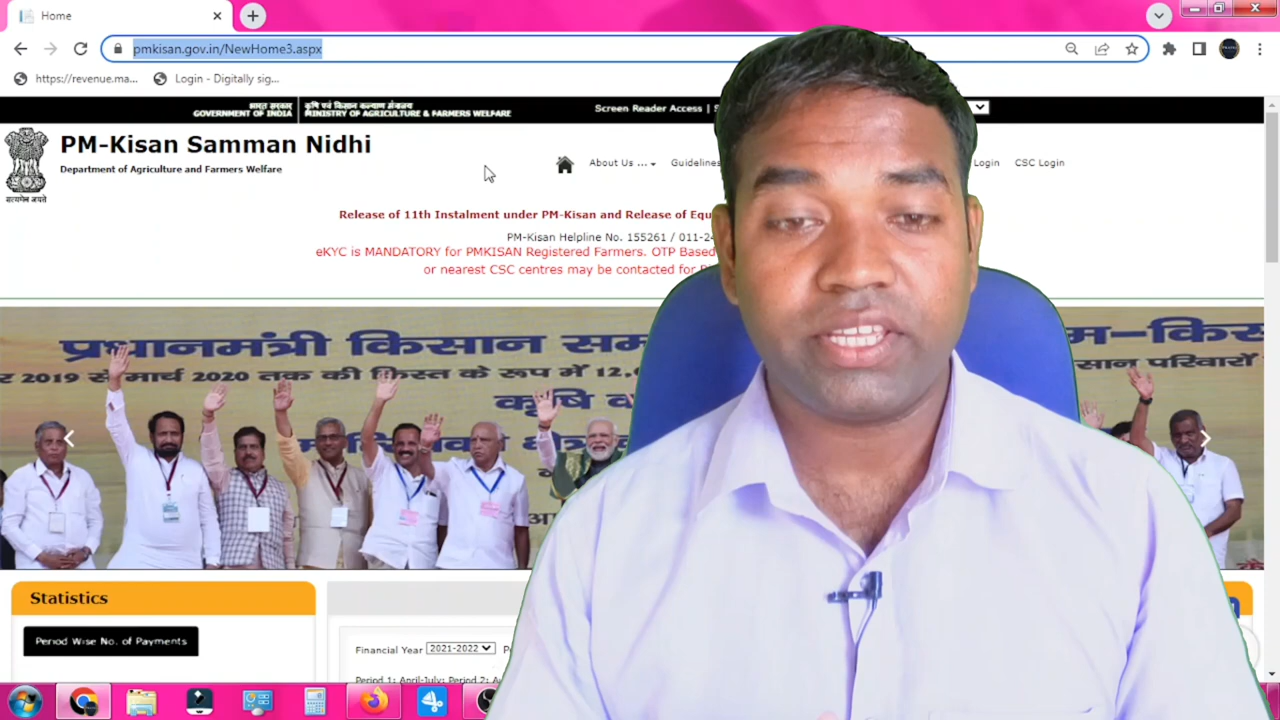 Home
pmkisan.gov.in/NewHome3.aspx
https://revenue.ma...
Login - Digitally sig...
भारत सरकार
GOVERNMENT OF INDIA
कृषि एवं किसान कल्याण मंत्रालय
MINISTRY OF AGRICULTURE & FARMERS WELFARE
Screen Reader Access |
PM-Kisan Samman Nidhi
Department of Agriculture and Farmers Welfare
सत्यमेव जयते
About Us ...
Guidelines
Login
CSC Login
Release of 11th Instalment under PM-Kisan and Release of
PM-Kisan Helpline No. 155261 / 011-24
eKYC is MANDATORY for PMKISAN Registered Farmers. OTP Based
or nearest CSC centres may be contacted for
प्रधानमंत्री किसान
2019 से मार्च 2020 तक की किस्त के रूप में
Statistics
Period Wise No. of Payments
Financial Year 2021-2022
Period 1: April-July;